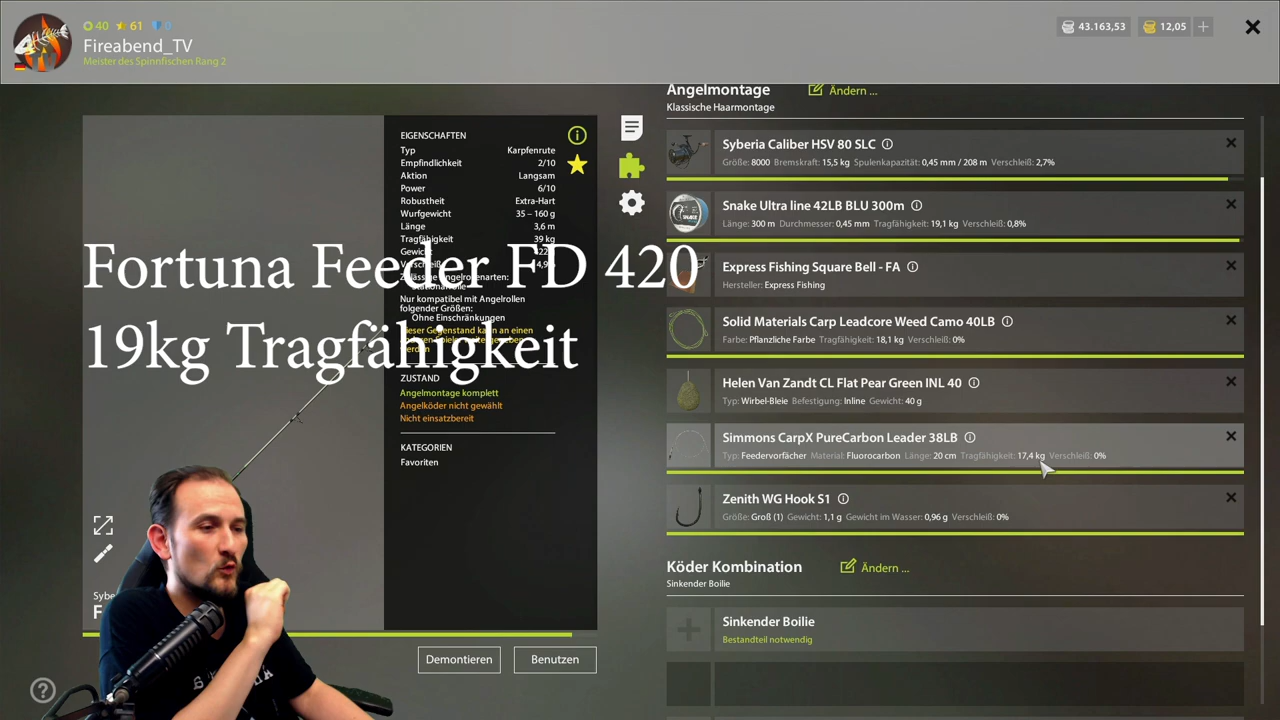 40 61 0
Fireabend_TV
Meister des Spinnfischen Rang 2
43.163,53 12,05
Angelmontage Ändern ...
Klassische Haarmontage
EIGENSCHAFTEN
Typ Karpfenrute
Empfindlichkeit 2/10
Aktion Langsam
Power 6/10
Robustheit Extra-Hart
Wurfgewicht 35 – 160 g
Länge 3,6 m
Tragfähigkeit 39 kg
Nur kompatibel mit Angelrollen
folgender Größen:
Ohne Einschränkungen
Fortuna Feeder FD 420
19kg Tragfähigkeit
ZUSTAND
Angelmontage komplett
Angelköder nicht gewählt
Nicht einsatzbereit
KATEGORIEN
Favoriten
Sybe
F
Demontieren Benutzen
Syberia Caliber HSV 80 SLC
Größe: 8000 Bremskraft: 15,5 kg Spulenkapazität: 0,45 mm / 208 m Verschleiß: 2,7%
Snake Ultra line 42LB BLU 300m
Länge: 300 m Durchmesser: 0,45 mm Tragfähigkeit: 19,1 kg Verschleiß: 0,8%
Express Fishing Square Bell - FA
Hersteller: Express Fishing
Solid Materials Carp Leadcore Weed Camo 40LB
Farbe: Pflanzliche Farbe Tragfähigkeit: 18,1 kg Verschleiß: 0%
Helen Van Zandt CL Flat Pear Green INL 40
Typ: Wirbel-Bleie Befestigung: Inline Gewicht: 40 g
Simmons CarpX PureCarbon Leader 38LB
Typ: Feedervorfächer Material: Fluorocarbon Länge: 20 cm Tragfähigkeit: 17,4 kg Verschleiß: 0%
Zenith WG Hook S1
Größe: Groß (1) Gewicht: 1,1 g Gewicht im Wasser: 0,96 g Verschleiß: 0%
Köder Kombination Ändern ...
Sinkender Boilie
Sinkender Boilie
Bestandteil notwendig